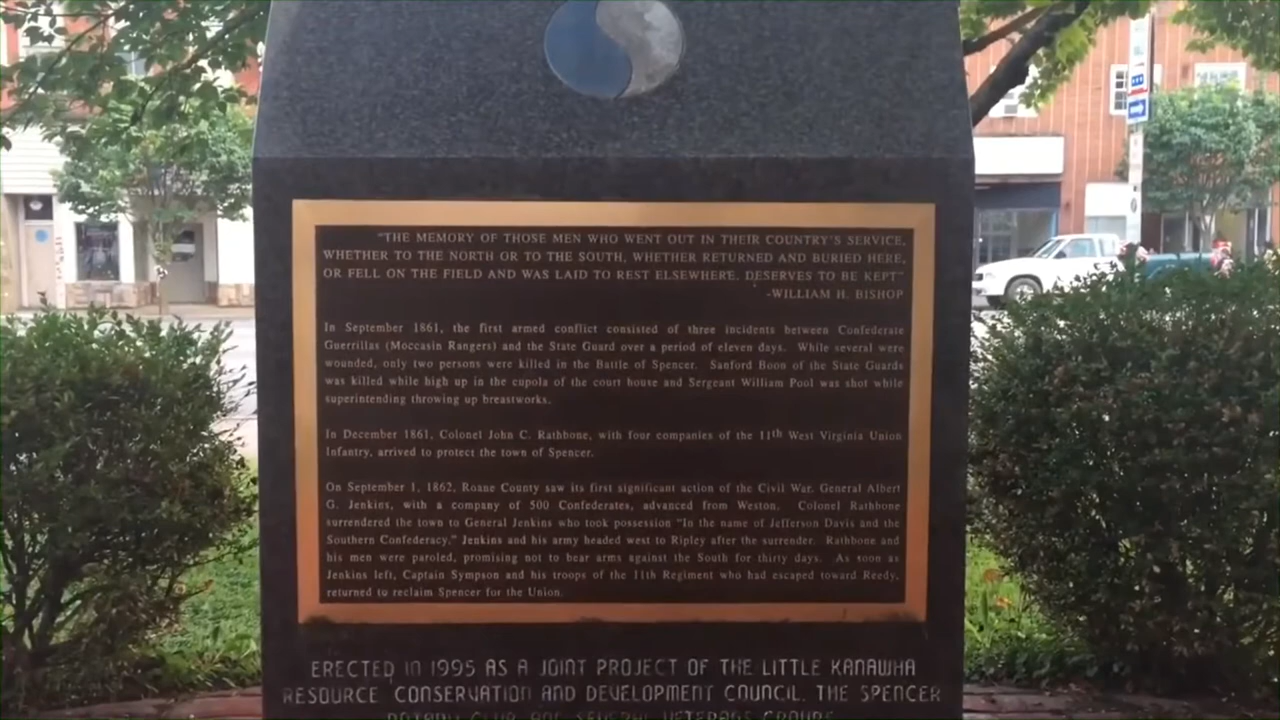 "THE MEMORY OF THOSE MEN WHO WENT OUT IN THEIR COUNTRY'S SERVICE,
WHETHER TO THE NORTH OR TO THE SOUTH, WHETHER RETURNED AND BURIED HERE,
OR FELL ON THE FIELD AND WAS LAID TO REST ELSEWHERE, DESERVES TO BE KEPT"
-WILLIAM H. BISHOP
In September 1861, the first armed conflict consisted of three incidents between Confederate
Guerrillas (Moccasin Rangers) and the State Guard over a period of eleven days. While several were
wounded, only two persons were killed in the Battle of Spencer. Sanford Boon of the State Guards
was killed while high up in the cupola of the court house and Sergeant William Pool was shot while
superintending throwing up breastworks.
In December 1861, Colonel John C. Rathbone, with four companies of the 11th West Virginia Union
Infantry, arrived to protect the town of Spencer.
On September 1, 1862, Roane County saw its first significant action of the Civil War. General Albert
G. Jenkins, with a company of 500 Confederates, advanced from Weston. Colonel Rathbone
surrendered the town to General Jenkins who took possession "In the name of Jefferson Davis and the
Southern Confederacy." Jenkins and his army headed west to Ripley after the surrender. Rathbone and
his men were paroled, promising not to bear arms against the South for thirty days. As soon as
Jenkins left, Captain Sympson and his troops of the 11th Regiment who had escaped toward Reedy,
returned to reclaim Spencer for the Union.
ERECTED IN 1995 AS A JOINT PROJECT OF THE LITTLE KANAWHA
RESOURCE CONSERVATION AND DEVELOPMENT COUNCIL, THE SPENCER
ROTARY CLUB AND SEVERAL VETERANS GROUPS